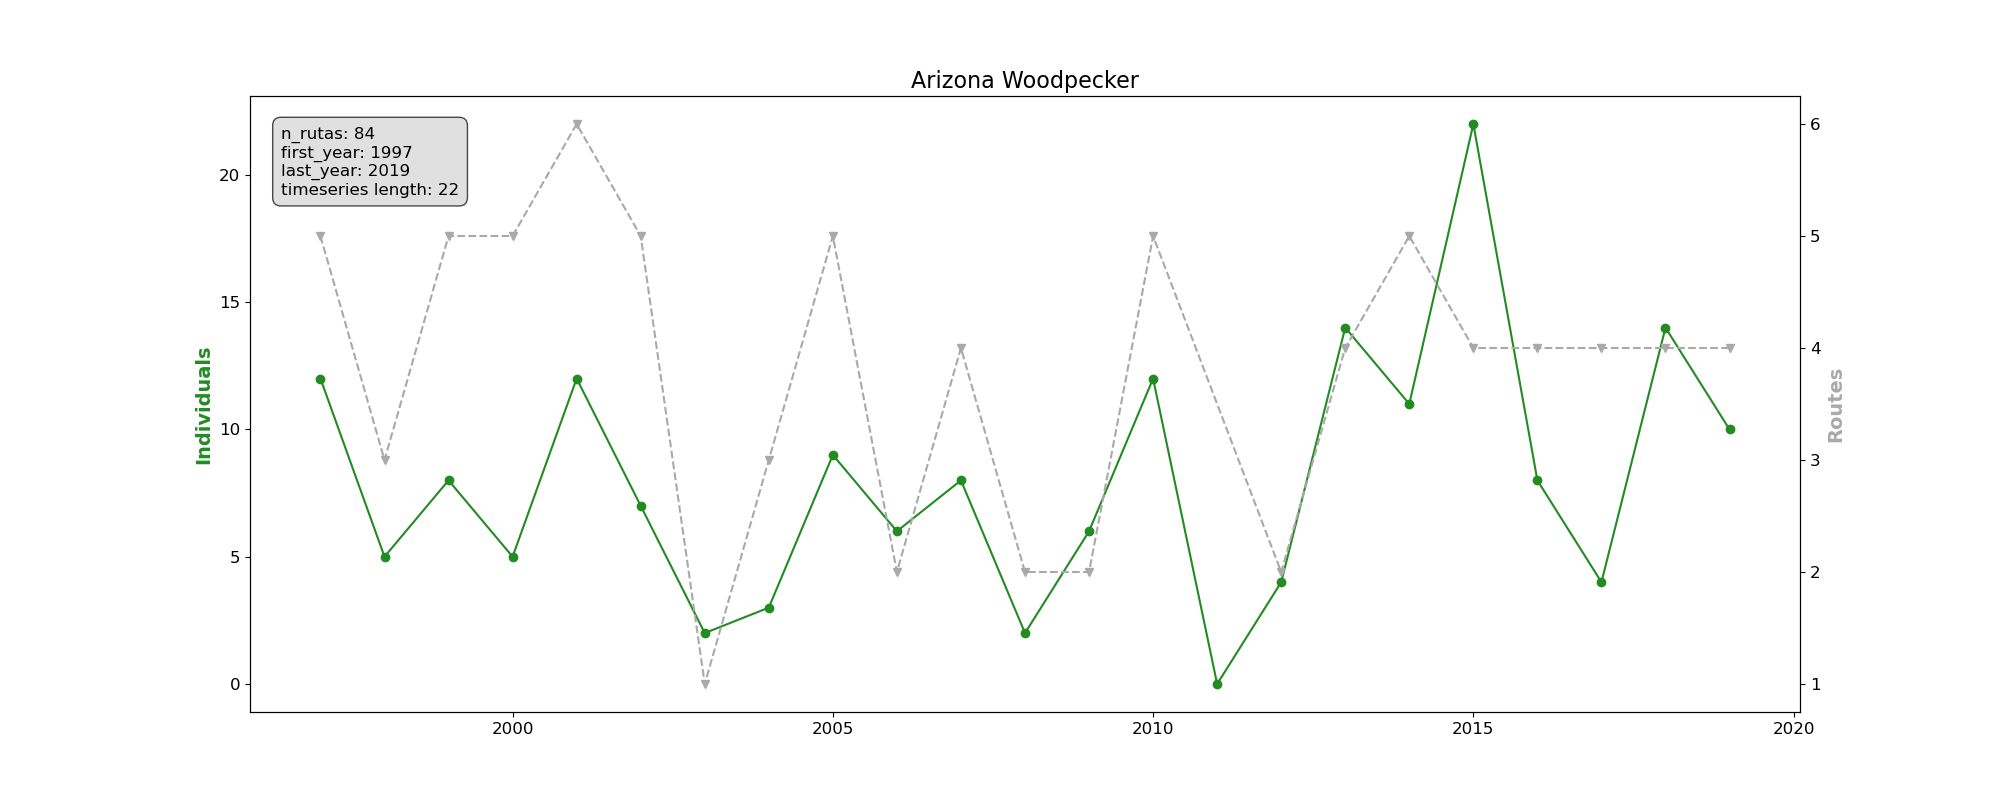 Arizona Woodpecker
n_rutas: 84
first_year: 1997
last_year: 2019
timeseries length: 22
Individuals
20
15
10
5
0
Routes
6
5
4
3
2
1
2000
2005
2010
2015
2020